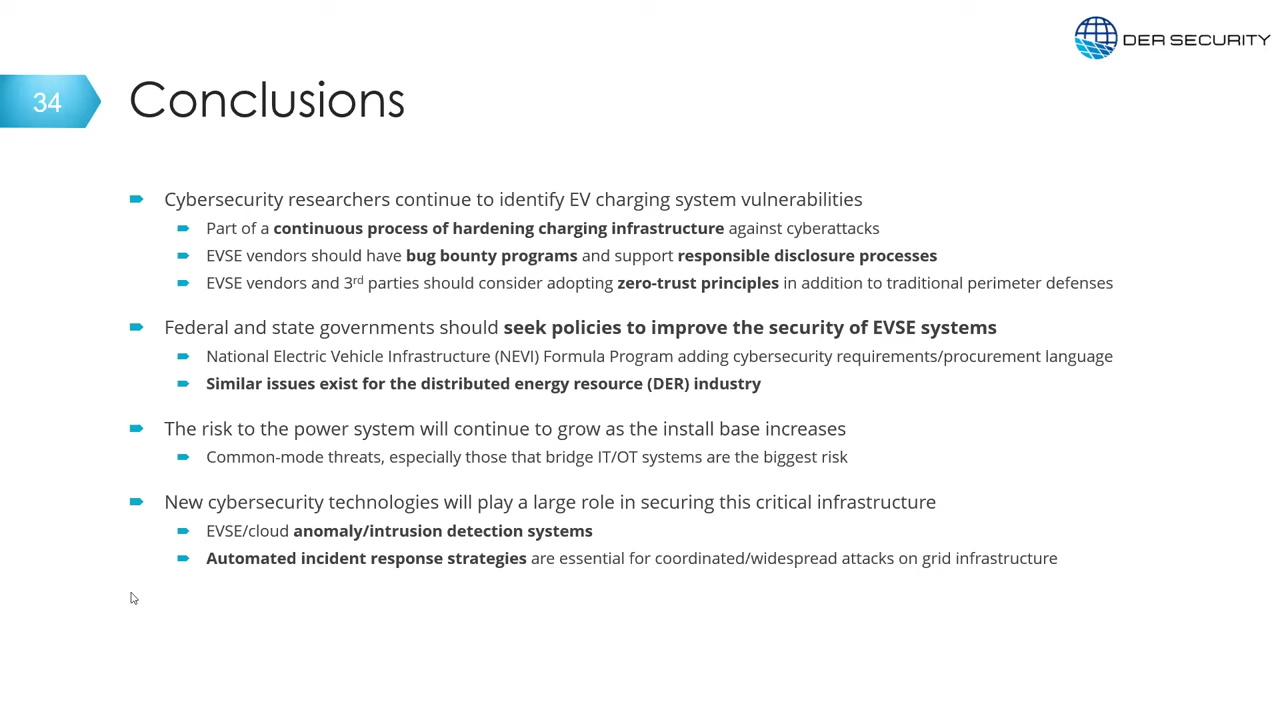 DER SECURITY
34
Conclusions
Cybersecurity researchers continue to identify EV charging system vulnerabilities
Part of a continuous process of hardening charging infrastructure against cyberattacks
EVSE vendors should have bug bounty programs and support responsible disclosure processes
EVSE vendors and 3rd parties should consider adopting zero-trust principles in addition to traditional perimeter defenses
Federal and state governments should seek policies to improve the security of EVSE systems
National Electric Vehicle Infrastructure (NEVI) Formula Program adding cybersecurity requirements/procurement language
Similar issues exist for the distributed energy resource (DER) industry
The risk to the power system will continue to grow as the install base increases
Common-mode threats, especially those that bridge IT/OT systems are the biggest risk
New cybersecurity technologies will play a large role in securing this critical infrastructure
EVSE/cloud anomaly/intrusion detection systems
Automated incident response strategies are essential for coordinated/widespread attacks on grid infrastructure